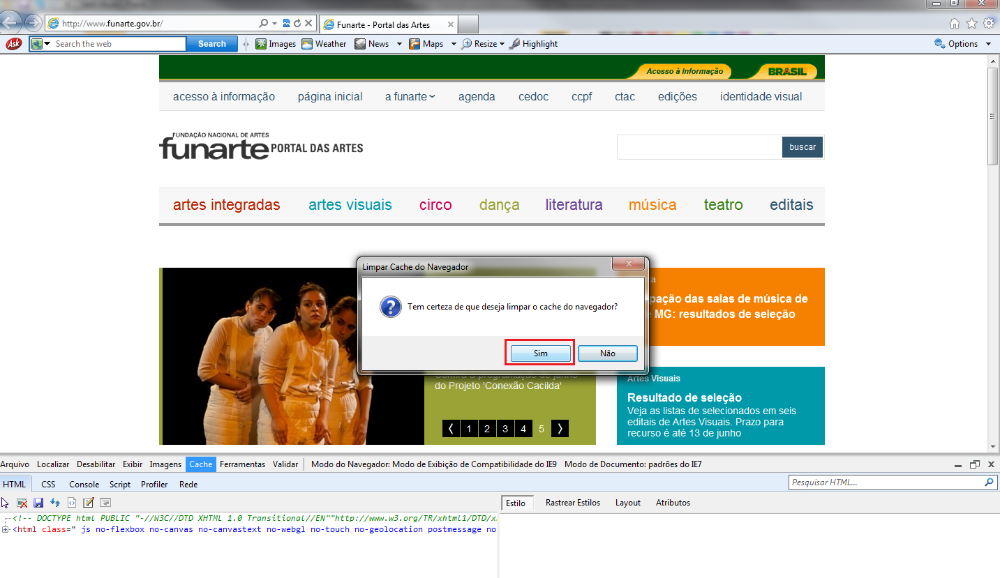 http://www.funarte.gov.br/
Funarte - Portal das Artes
Ask
Search the web
Search
Images
Weather
News
Maps
Resize
Highlight
Options
Acesso à Informação
BRASIL
acesso à informação
página inicial
a funarte
agenda
cedoc
ccpf
ctac
edições
identidade visual
FUNDAÇÃO NACIONAL DE ARTES
funarte PORTAL DAS ARTES
buscar
artes integradas
artes visuais
circo
dança
literatura
música
teatro
editais
Limpar Cache do Navegador
Tem certeza de que deseja limpar o cache do navegador?
Sim
Não
Confira a programação de junho
do Projeto 'Conexão Cacilda'
1 2 3 4 5
pação das salas de música de
MG: resultados de seleção
Artes Visuais
Resultado de seleção
Veja as listas de selecionados em seis
editais de Artes Visuais. Prazo para
recurso é até 13 de junho
Arquivo Localizar Desabilitar Exibir Imagens Cache Ferramentas Validar Modo do Navegador: Modo de Exibição de Compatibilidade do IE9 Modo de Documento: padrões do IE7
HTML CSS Console Script Profiler Rede
Pesquisar HTML...
Estilo Rastrear Estilos Layout Atributos
<!-- DOCTYPE html PUBLIC "-//W3C//DTD XHTML 1.0 Transitional//EN""http://www.w3.org/TR/xhtml1/DTD/x
<html class=" js no-flexbox no-canvas no-canvastext no-webgl no-touch no-geolocation postmessage no